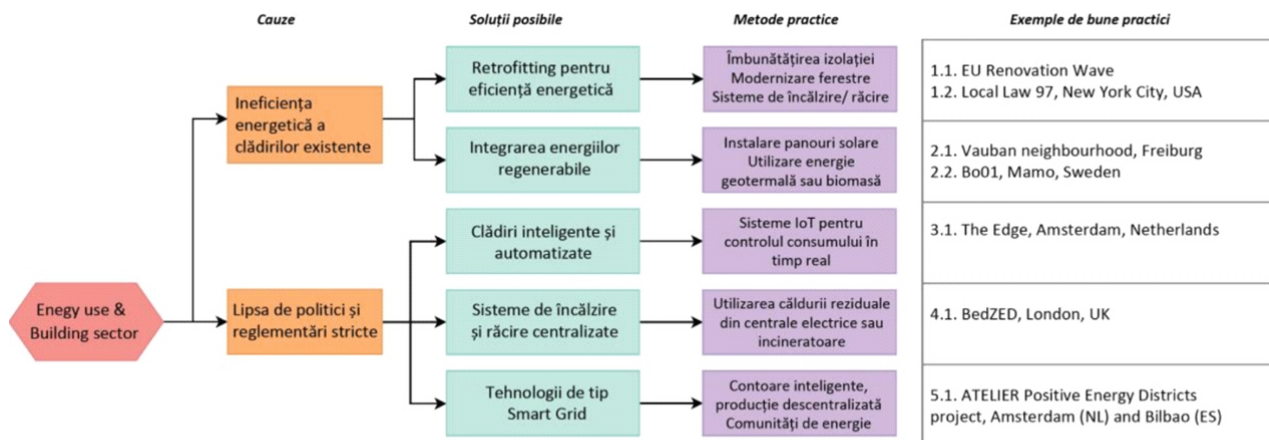 Cauze
Soluții posibile
Metode practice
Exemple de bune practici
Enegy use &
Building sector
Ineficiența
energetică a
clădirilor existente
Lipsa de politici și
reglementări stricte
Retrofitting pentru
eficiență energetică
Îmbunătățirea izolației
Modernizare ferestre
Sisteme de încălzire/ răcire
1.1. EU Renovation Wave
1.2. Local Law 97, New York City, USA
Integrarea energiilor
regenerabile
Instalare panouri solare
Utilizare energie
geotermală sau biomasă
2.1. Vauban neighbourhood, Freiburg
2.2. Bo01, Mamo, Sweden
Clădiri inteligente și
automatizate
Sisteme IoT pentru
controlul consumului în
timp real
3.1. The Edge, Amsterdam, Netherlands
Sisteme de încălzire
și răcire centralizate
Utilizarea căldurii reziduale
din centrale electrice sau
incineratoare
4.1. BedZED, London, UK
Tehnologii de tip
Smart Grid
Contoare inteligente,
producție descentralizată
Comunități de energie
5.1. ATELIER Positive Energy Districts
project, Amsterdam (NL) and Bilbao (ES)